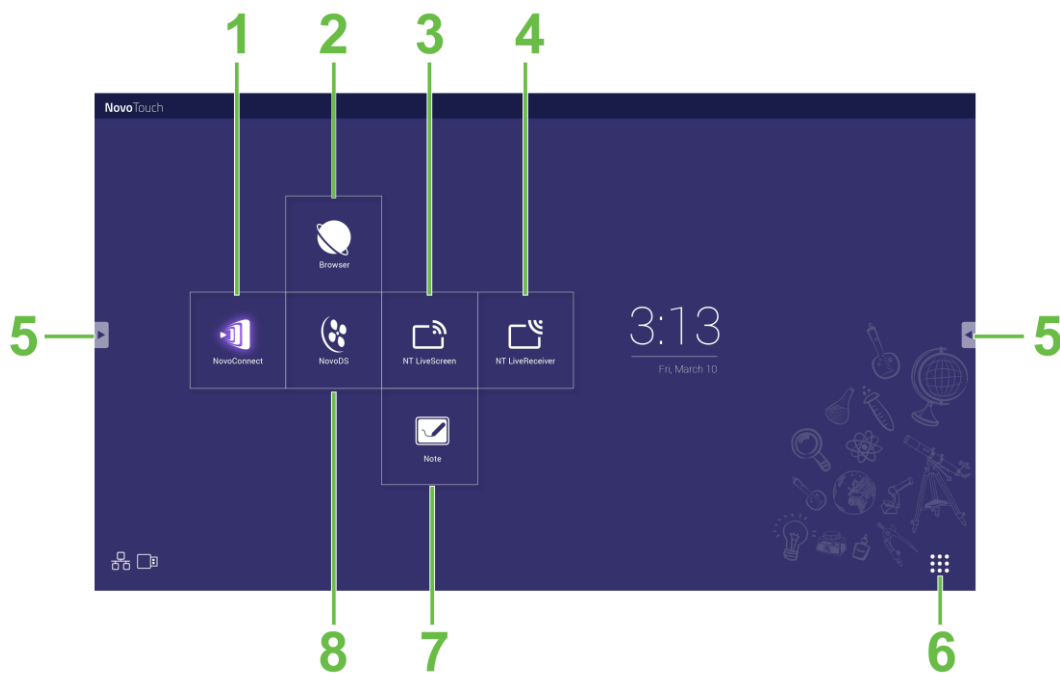 1 2 3 4
NovoTouch
Browser
5 5
NovoConnect NovoDS NT LiveScreen NT LiveReceiver
3:13
Fri, March 10
Note
8 7 6